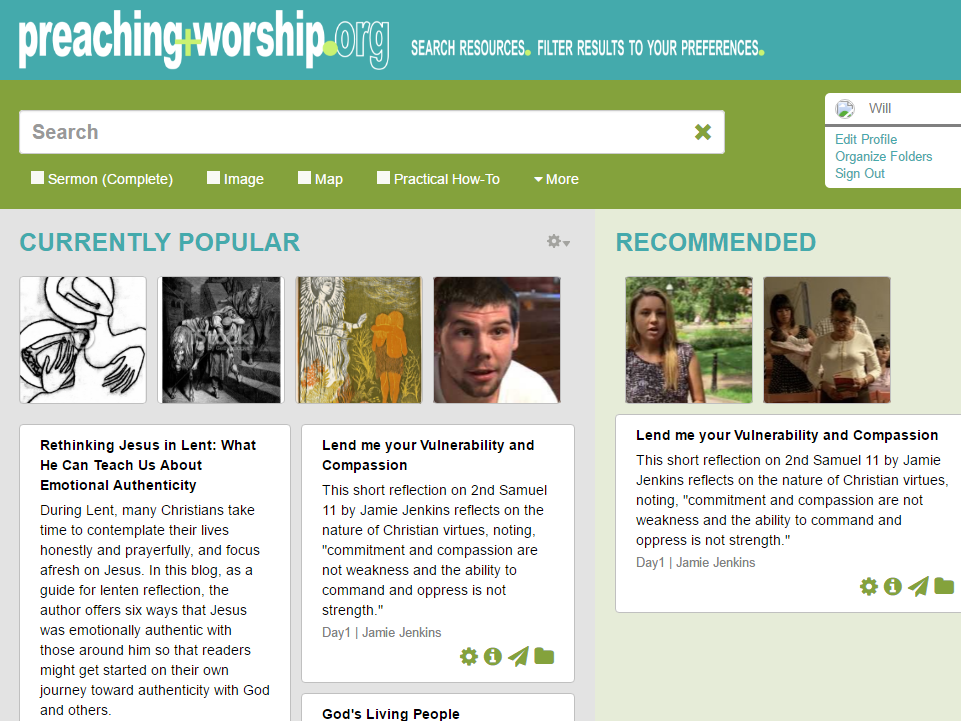 preaching+worship.org
SEARCH RESOURCES. FILTER RESULTS TO YOUR PREFERENCES.
Search
Will
Edit Profile
Organize Folders
Sign Out
Sermon (Complete)
Image
Map
Practical How-To
More
CURRENTLY POPULAR
Rethinking Jesus in Lent: What
He Can Teach Us About
Emotional Authenticity
During Lent, many Christians take
time to contemplate their lives
honestly and prayerfully, and focus
afresh on Jesus. In this blog, as a
guide for lenten reflection, the
author offers six ways that Jesus
was emotionally authentic with
those around him so that readers
might get started on their own
journey toward authenticity with God
and others.
Lend me your Vulnerability and
Compassion
This short reflection on 2nd Samuel
11 by Jamie Jenkins reflects on the
nature of Christian virtues, noting,
"commitment and compassion are
not weakness and the ability to
command and oppress is not
strength."
Day1 | Jamie Jenkins
God's Living People
RECOMMENDED
Lend me your Vulnerability and Compassion
This short reflection on 2nd Samuel 11 by Jamie
Jenkins reflects on the nature of Christian virtues,
noting, "commitment and compassion are not
weakness and the ability to command and
oppress is not strength."
Day1 | Jamie Jenkins